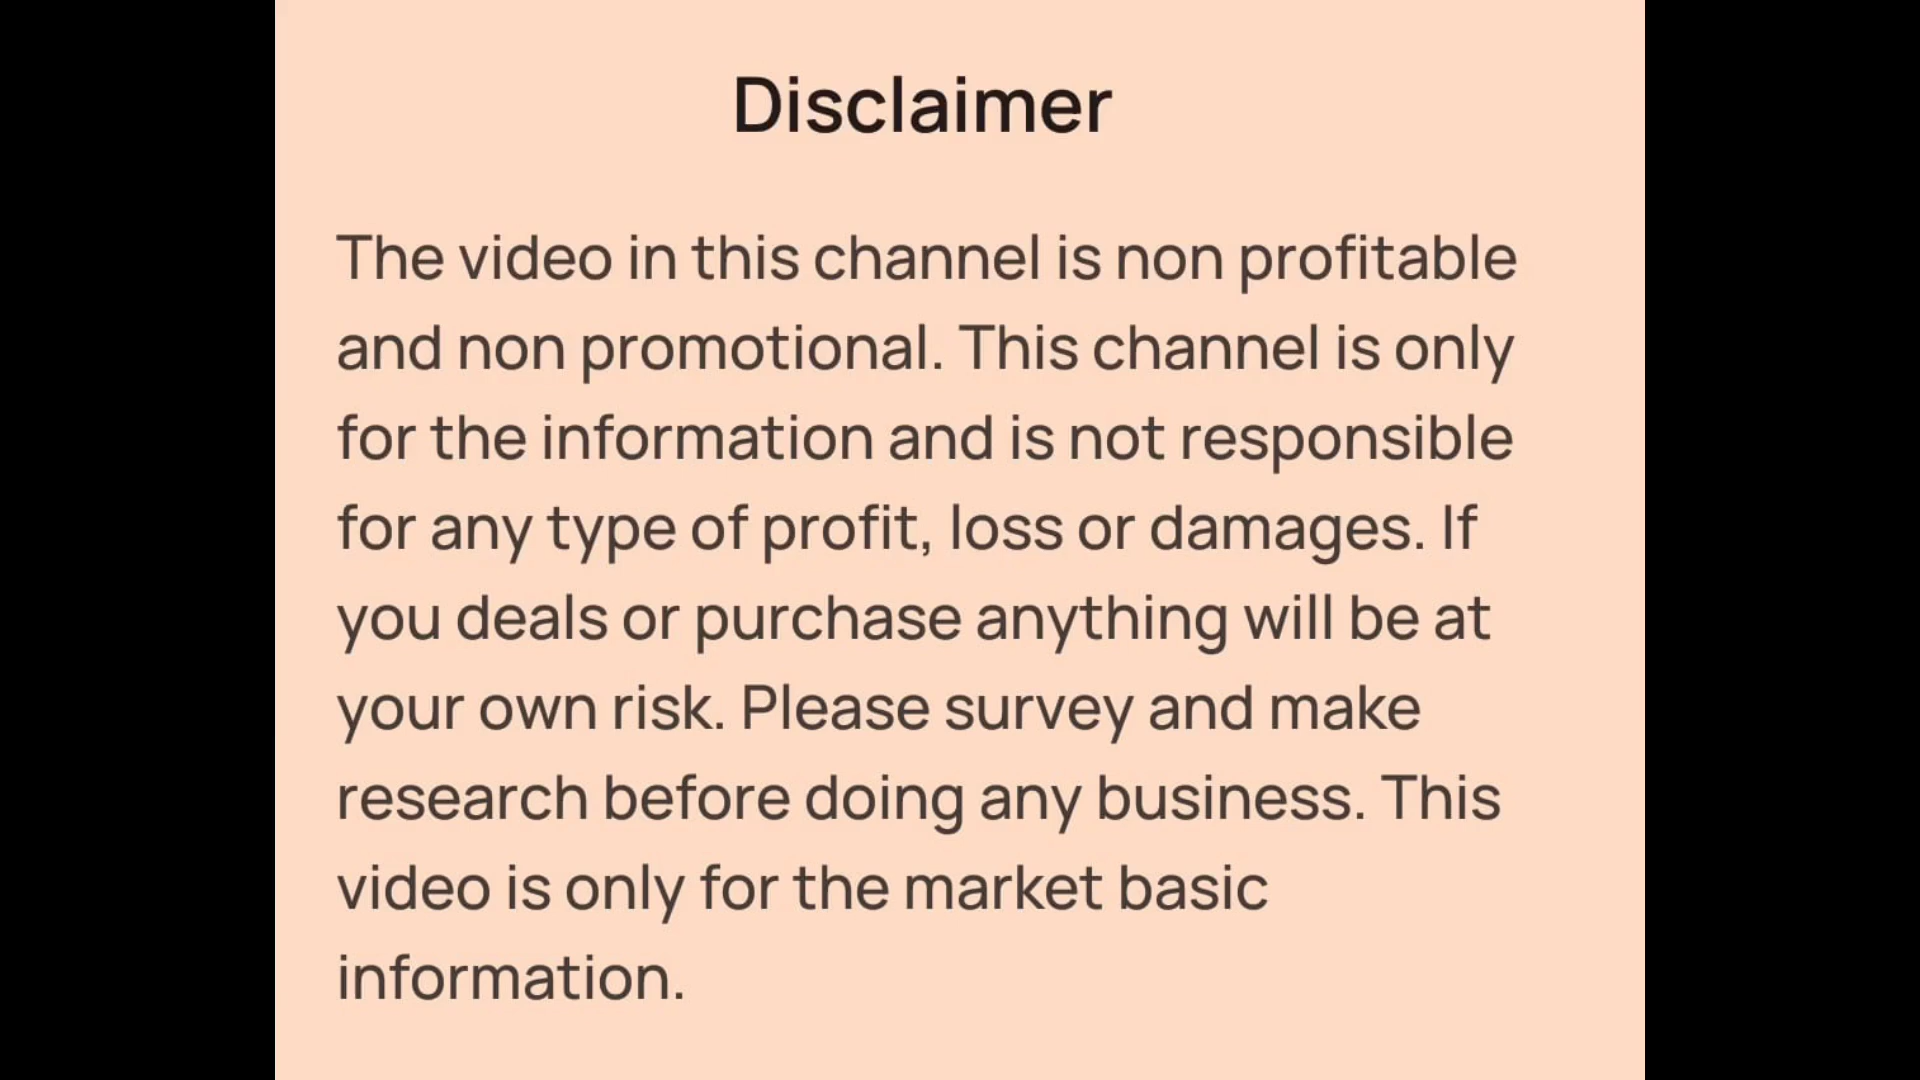 Disclaimer
The video in this channel is non profitable
and non promotional. This channel is only
for the information and is not responsible
for any type of profit, loss or damages. If
you deals or purchase anything will be at
your own risk. Please survey and make
research before doing any business. This
video is only for the market basic
information.